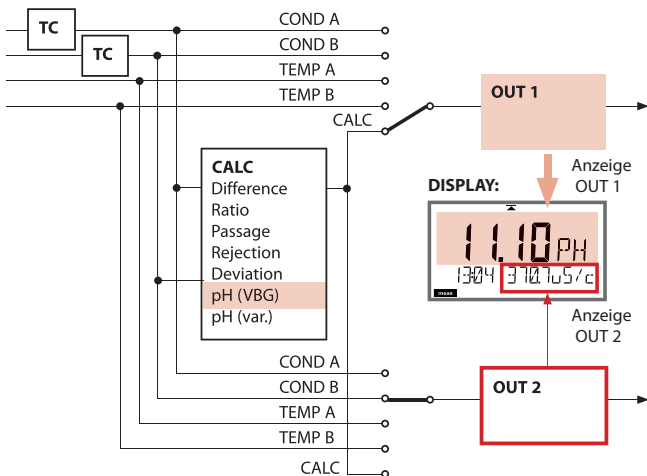 TC
COND A
TC
COND B
TEMP A
TEMP B
CALC
OUT 1
CALC
Difference
Ratio
Passage
Rejection
Deviation
pH (VBG)
pH (var.)
Anzeige
OUT 1
DISPLAY:
11.10 PH
13:04 370.7uS/c
meas
Anzeige
OUT 2
COND A
COND B
TEMP A
TEMP B
CALC
OUT 2